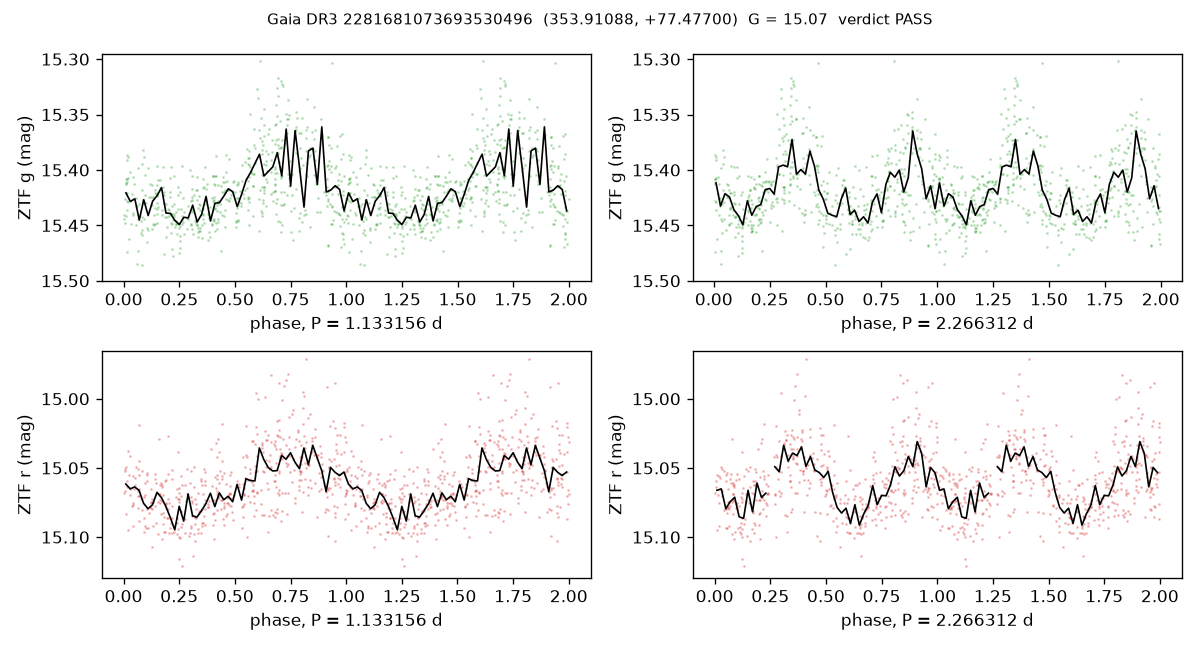 Gaia DR3 2281681073693530496  (353.91088, +77.47700)  G = 15.07  verdict PASS
15.30
15.35
15.40
15.45
15.50
ZTF g (mag)
0.00 0.25 0.50 0.75 1.00 1.25 1.50 1.75 2.00
phase, P = 1.133156 d
15.30
15.35
15.40
15.45
15.50
ZTF g (mag)
0.00 0.25 0.50 0.75 1.00 1.25 1.50 1.75 2.00
phase, P = 2.266312 d
15.00
15.05
15.10
ZTF r (mag)
0.00 0.25 0.50 0.75 1.00 1.25 1.50 1.75 2.00
phase, P = 1.133156 d
15.00
15.05
15.10
ZTF r (mag)
0.00 0.25 0.50 0.75 1.00 1.25 1.50 1.75 2.00
phase, P = 2.266312 d